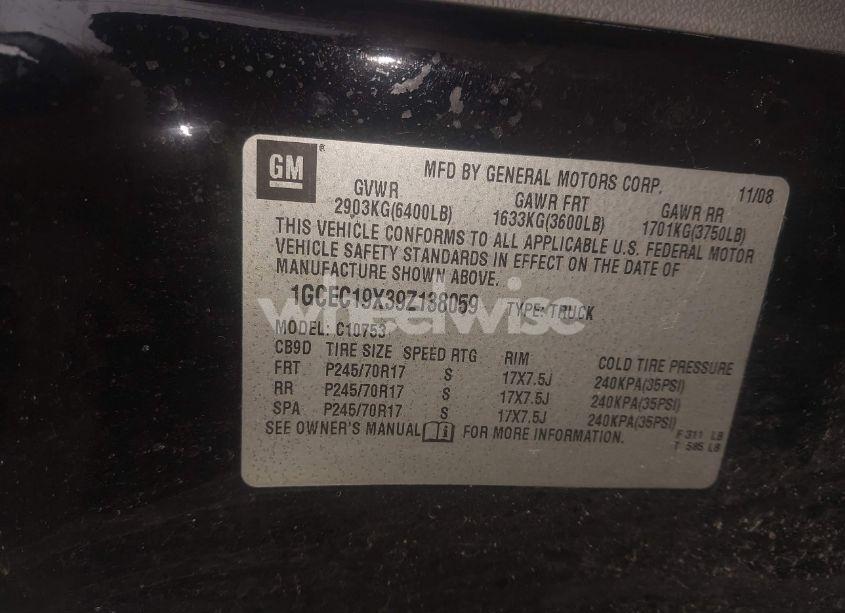 GM
MFD BY GENERAL MOTORS CORP. 11/08
GVWR GAWR FRT GAWR RR
2903KG(6400LB) 1633KG(3600LB) 1701KG(3750LB)
THIS VEHICLE CONFORMS TO ALL APPLICABLE U.S. FEDERAL MOTOR
VEHICLE SAFETY STANDARDS IN EFFECT ON THE DATE OF
MANUFACTURE SHOWN ABOVE.
1GCEC19X39Z138059 TYPE: TRUCK
wheelwise
MODEL: C10753
CB9D TIRE SIZE SPEED RTG RIM COLD TIRE PRESSURE
FRT P245/70R17 S 17X7.5J 240KPA(35PSI)
RR P245/70R17 S 17X7.5J 240KPA(35PSI)
SPA P245/70R17 S 17X7.5J 240KPA(35PSI)
SEE OWNER'S MANUAL FOR MORE INFORMATION.
F 311 LB
T 585 LB